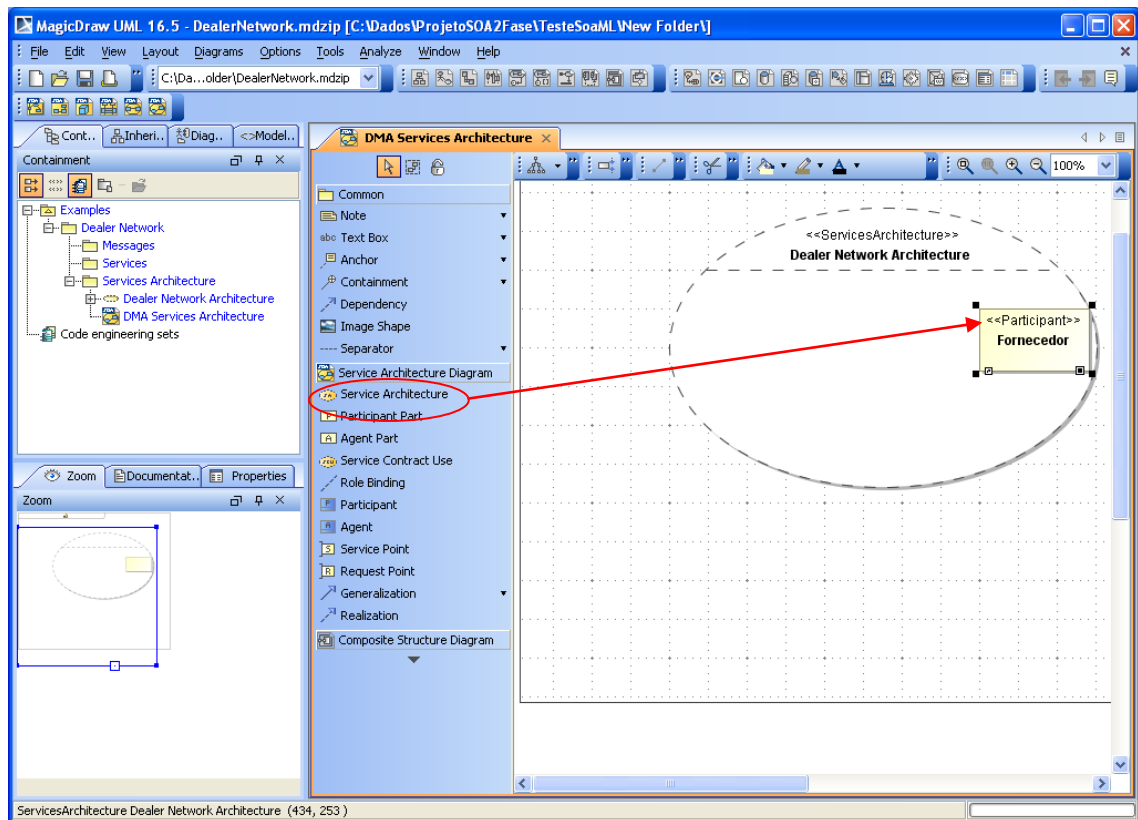 MagicDraw UML 16.5 - DealerNetwork.mdzip [C:\Dados\ProjetoSOA2Fase\TesteSoaML\New Folder\]
File Edit View Layout Diagrams Options Tools Analyze Window Help
C:\Da...older\DealerNetwork.mdzip
Cont.. Inheri.. Diag.. Model..
DMA Services Architecture
Containment
100%
Examples
Dealer Network
Messages
Services
Services Architecture
Dealer Network Architecture
DMA Services Architecture
Code engineering sets
Common
Note
abc Text Box
Anchor
Containment
Dependency
Image Shape
Separator
Service Architecture Diagram
Service Architecture
Participant Part
Agent Part
Service Contract Use
Role Binding
Participant
Agent
Service Point
Request Point
Generalization
Realization
Composite Structure Diagram
<<ServicesArchitecture>>
Dealer Network Architecture
<<Participant>>
Fornecedor
Zoom Documentat.. Properties
Zoom
ServicesArchitecture Dealer Network Architecture (434, 253 )